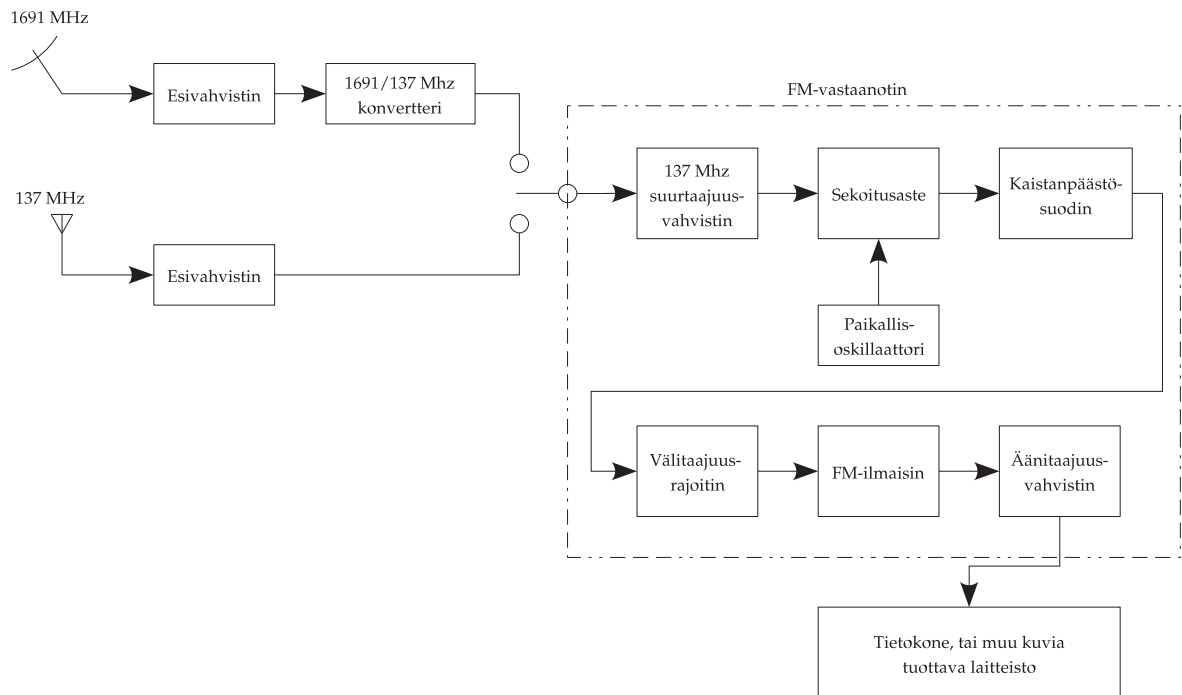 1691 MHz
Esivahvistin
1691/137 Mhz
konvertteri
137 MHz
Esivahvistin
FM-vastaanotin
137 Mhz
suurtaajuus-
vahvistin
Sekoitusaste
Kaistanpäästö-
suodin
Paikallis-
oskillaattori
Välitaajuus-
rajoitin
FM-ilmaisin
Äänitaajuus-
vahvistin
Tietokone, tai muu kuvia
tuottava laitteisto